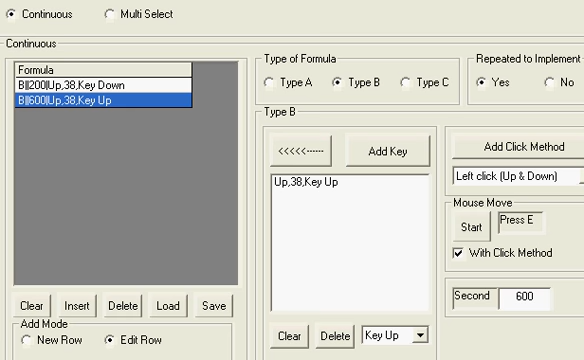 Continuous Multi Select
Continuous
Formula
B||200|Up,38,Key Down
B||600|Up,38,Key Up
Clear Insert Delete Load Save
Add Mode
New Row Edit Row
Type of Formula
Type A Type B Type C
Repeated to Implement
Yes No
Type B
<<<<<------ Add Key
Up,38,Key Up
Clear Delete Key Up
Add Click Method
Left click (Up & Down)
Mouse Move
Start Press E
With Click Method
Second 600